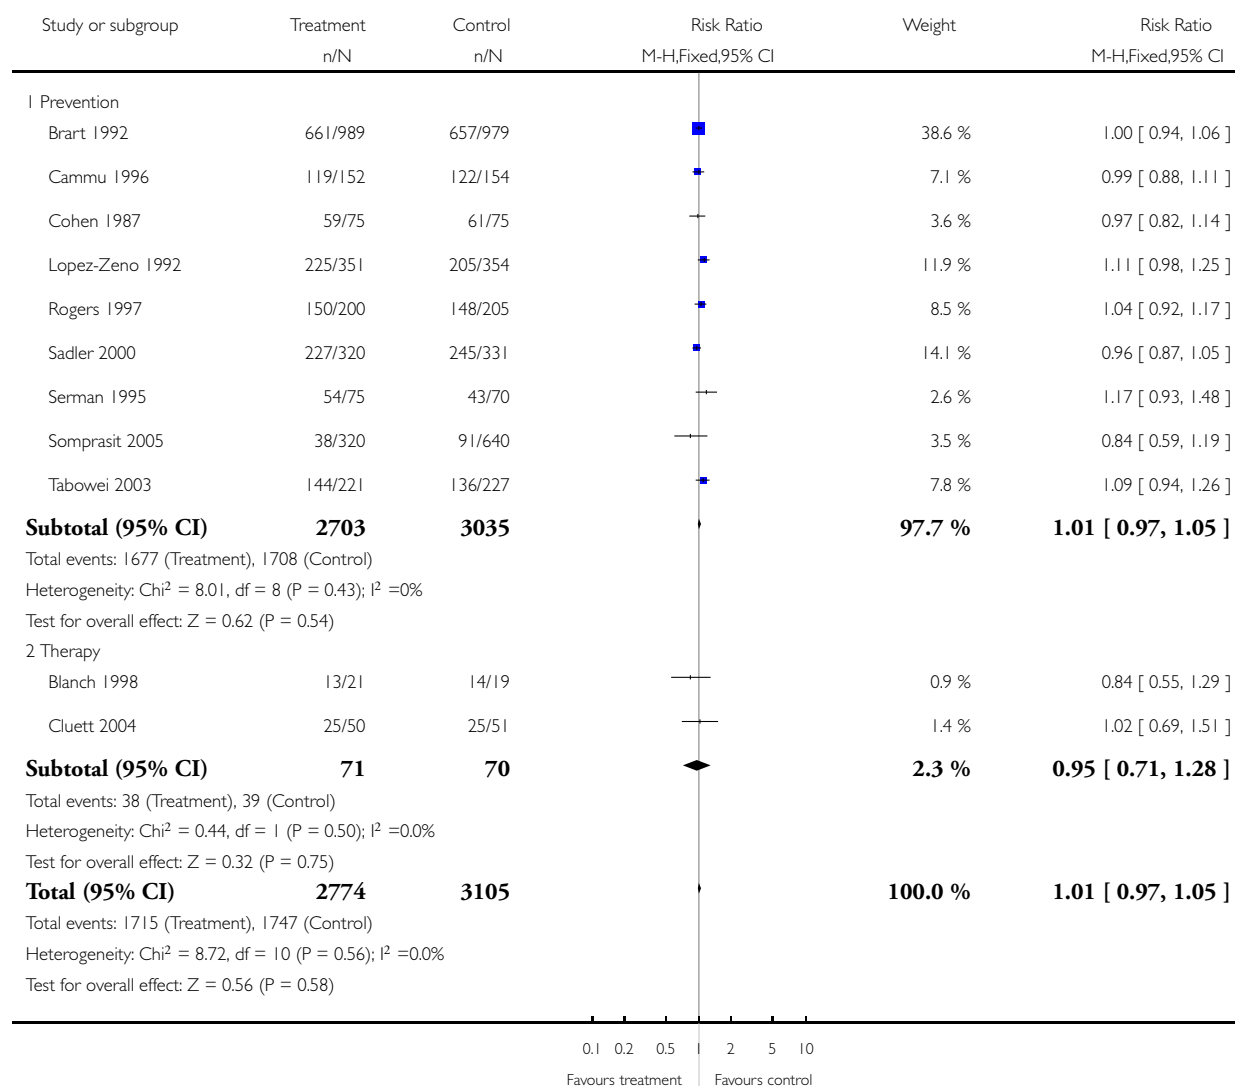 Study or subgroup Treatment Control Risk Ratio Weight Risk Ratio
n/N n/N M-H,Fixed,95% CI M-H,Fixed,95% CI
1 Prevention
Brart 1992 661/989 657/979 38.6 % 1.00 [ 0.94, 1.06 ]
Cammu 1996 119/152 122/154 7.1 % 0.99 [ 0.88, 1.11 ]
Cohen 1987 59/75 61/75 3.6 % 0.97 [ 0.82, 1.14 ]
Lopez-Zeno 1992 225/351 205/354 11.9 % 1.11 [ 0.98, 1.25 ]
Rogers 1997 150/200 148/205 8.5 % 1.04 [ 0.92, 1.17 ]
Sadler 2000 227/320 245/331 14.1 % 0.96 [ 0.87, 1.05 ]
Serman 1995 54/75 43/70 2.6 % 1.17 [ 0.93, 1.48 ]
Somprasit 2005 38/320 91/640 3.5 % 0.84 [ 0.59, 1.19 ]
Tabowei 2003 144/221 136/227 7.8 % 1.09 [ 0.94, 1.26 ]
Subtotal (95% CI) 2703 3035 97.7 % 1.01 [ 0.97, 1.05 ]
Total events: 1677 (Treatment), 1708 (Control)
Heterogeneity: Chi² = 8.01, df = 8 (P = 0.43); I² =0%
Test for overall effect: Z = 0.62 (P = 0.54)
2 Therapy
Blanch 1998 13/21 14/19 0.9 % 0.84 [ 0.55, 1.29 ]
Cluett 2004 25/50 25/51 1.4 % 1.02 [ 0.69, 1.51 ]
Subtotal (95% CI) 71 70 2.3 % 0.95 [ 0.71, 1.28 ]
Total events: 38 (Treatment), 39 (Control)
Heterogeneity: Chi² = 0.44, df = 1 (P = 0.50); I² =0.0%
Test for overall effect: Z = 0.32 (P = 0.75)
Total (95% CI) 2774 3105 100.0 % 1.01 [ 0.97, 1.05 ]
Total events: 1715 (Treatment), 1747 (Control)
Heterogeneity: Chi² = 8.72, df = 10 (P = 0.56); I² =0.0%
Test for overall effect: Z = 0.56 (P = 0.58)
0.1 0.2 0.5 1 2 5 10
Favours treatment Favours control